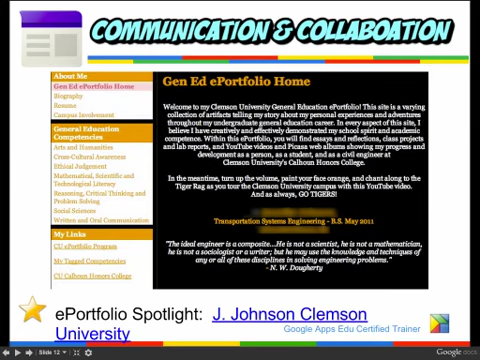 COMMUNICATION & COLLABOATION
About Me
Gen Ed ePortfolio Home
Biography
Resume
Campus Involvement
General Education
Competencies
Arts and Humanities
Cross-Cultural Awareness
Ethical Judgement
Mathematical, Scientific and
Technological Literacy
Reasoning, Critical Thinking and
Problem Solving
Social Sciences
Written and Oral Communication
My Links
CU ePortfolio Program
My Tagged Competencies
CU Calhoun Honors College
Gen Ed ePortfolio Home
Welcome to my Clemson University General Education ePortfolio! This site is a varying
collection of artifacts telling my story about my personal experiences and adventures
throughout my undergraduate general education career. In every aspect of this site, I
believe I have creatively and effectively demonstrated my school spirit and academic
competence. Within this ePortfolio, you will find essays and reflections, class projects
and lab reports, and YouTube videos and Picasa web albums showing my progress and
development as a person, as a student, and as a civil engineer at
Clemson University's Calhoun Honors College.
In the meantime, turn up the volume, paint your face orange, and chant along to the
Tiger Rag as you tour the Clemson University campus with this YouTube video.
And as always, GO TIGERS!
Transportation Systems Engineering - B.S. May 2011
"The ideal engineer is a composite...He is not a scientist, he is not a mathematician,
he is not a sociologist or a writer; but he may use the knowledge and techniques of
any or all of these disciplines in solving engineering problems."
- N. W. Dougherty
ePortfolio Spotlight: J. Johnson Clemson
University
Google Apps Edu Certified Trainer
Slide 12
Google docs